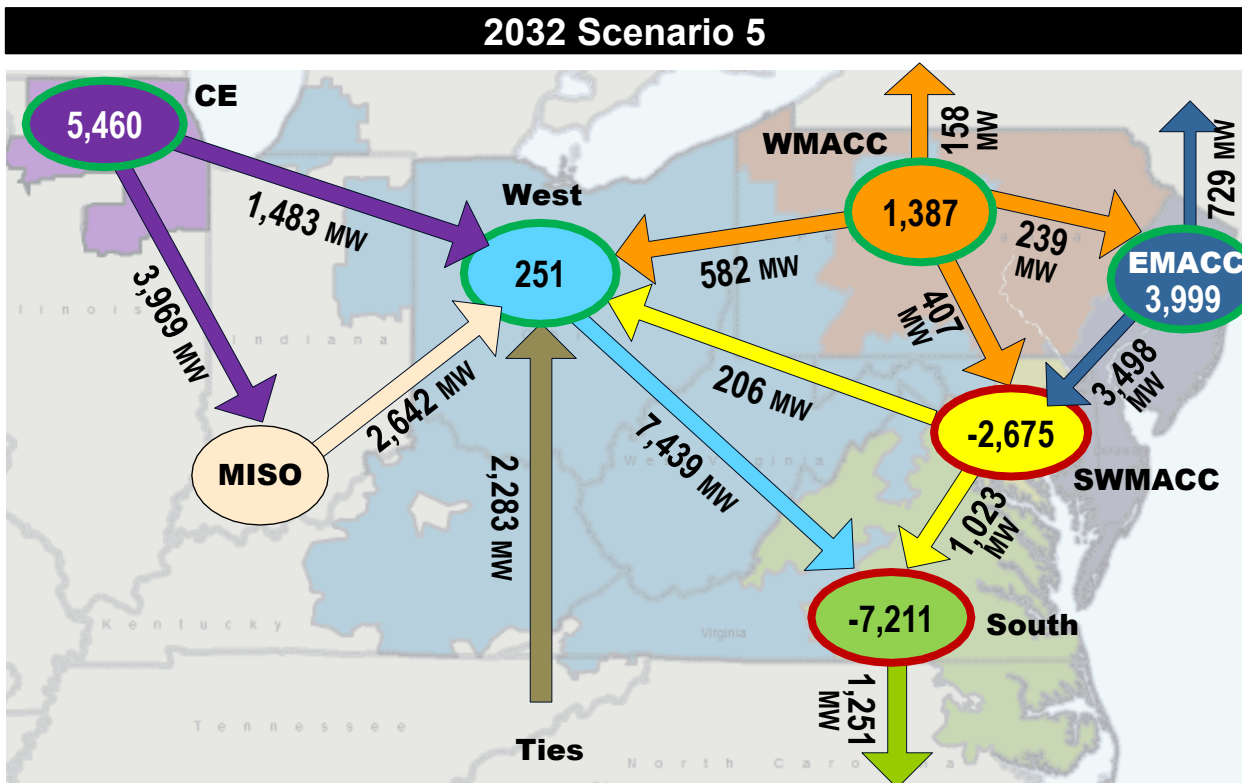 2032 Scenario 5
CE
5,460
WMACC
158 MW
729 MW
West
1,387
1,483 MW
239 MW
EMACC
3,999
251
582 MW
407 MW
3,969 MW
Illinois
Indiana
206 MW
3,498 MW
2,642 MW
7,439 MW
-2,675
West Virginia
MISO
SWMACC
2,283 MW
1,023 MW
-7,211
South
Kentucky
Virginia
1,251 MW
Tennessee
Ties
North Carolina